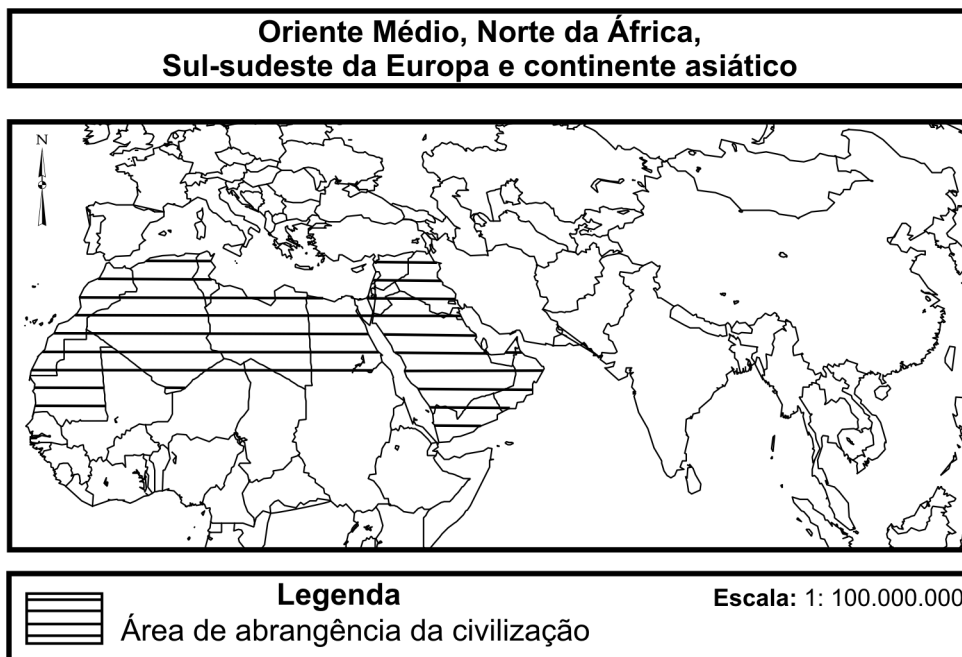 Oriente Médio, Norte da África,
Sul-sudeste da Europa e continente asiático
N
Legenda
Área de abrangência da civilização
Escala: 1: 100.000.000